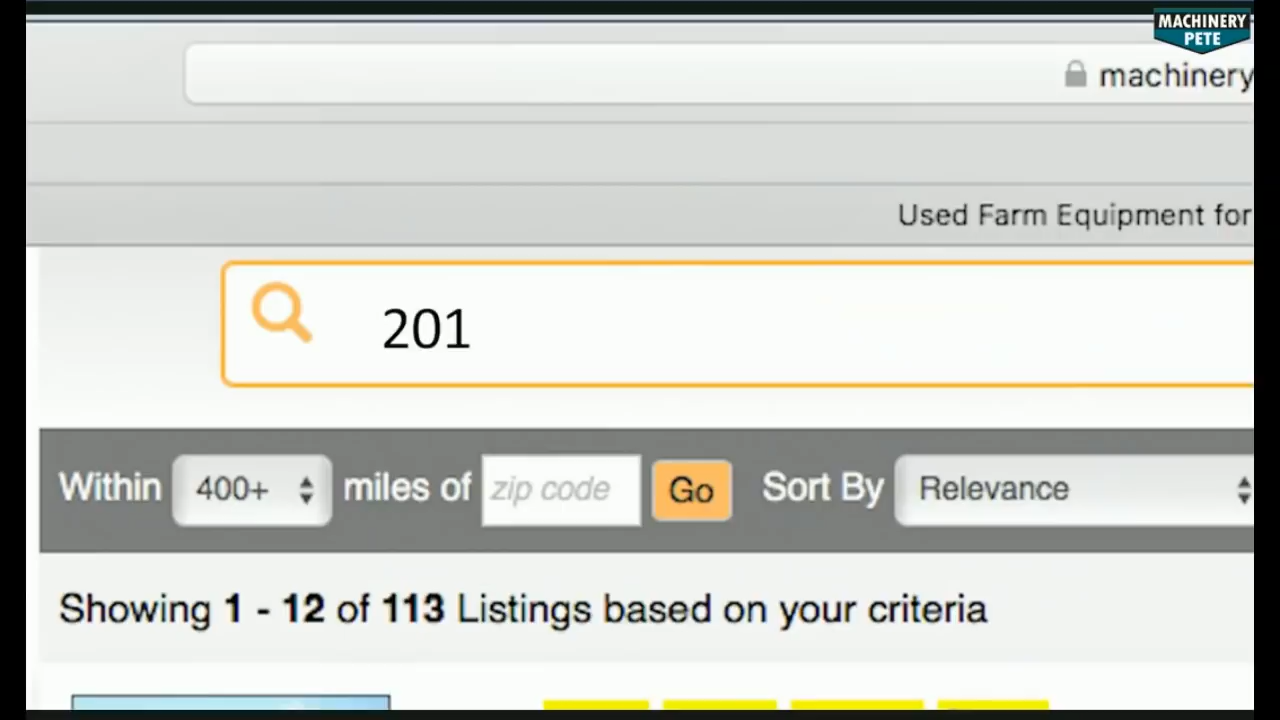 MACHINERY
PETE
machinery
Used Farm Equipment for
201
Within 400+ miles of zip code Go Sort By Relevance
Showing 1 - 12 of 113 Listings based on your criteria